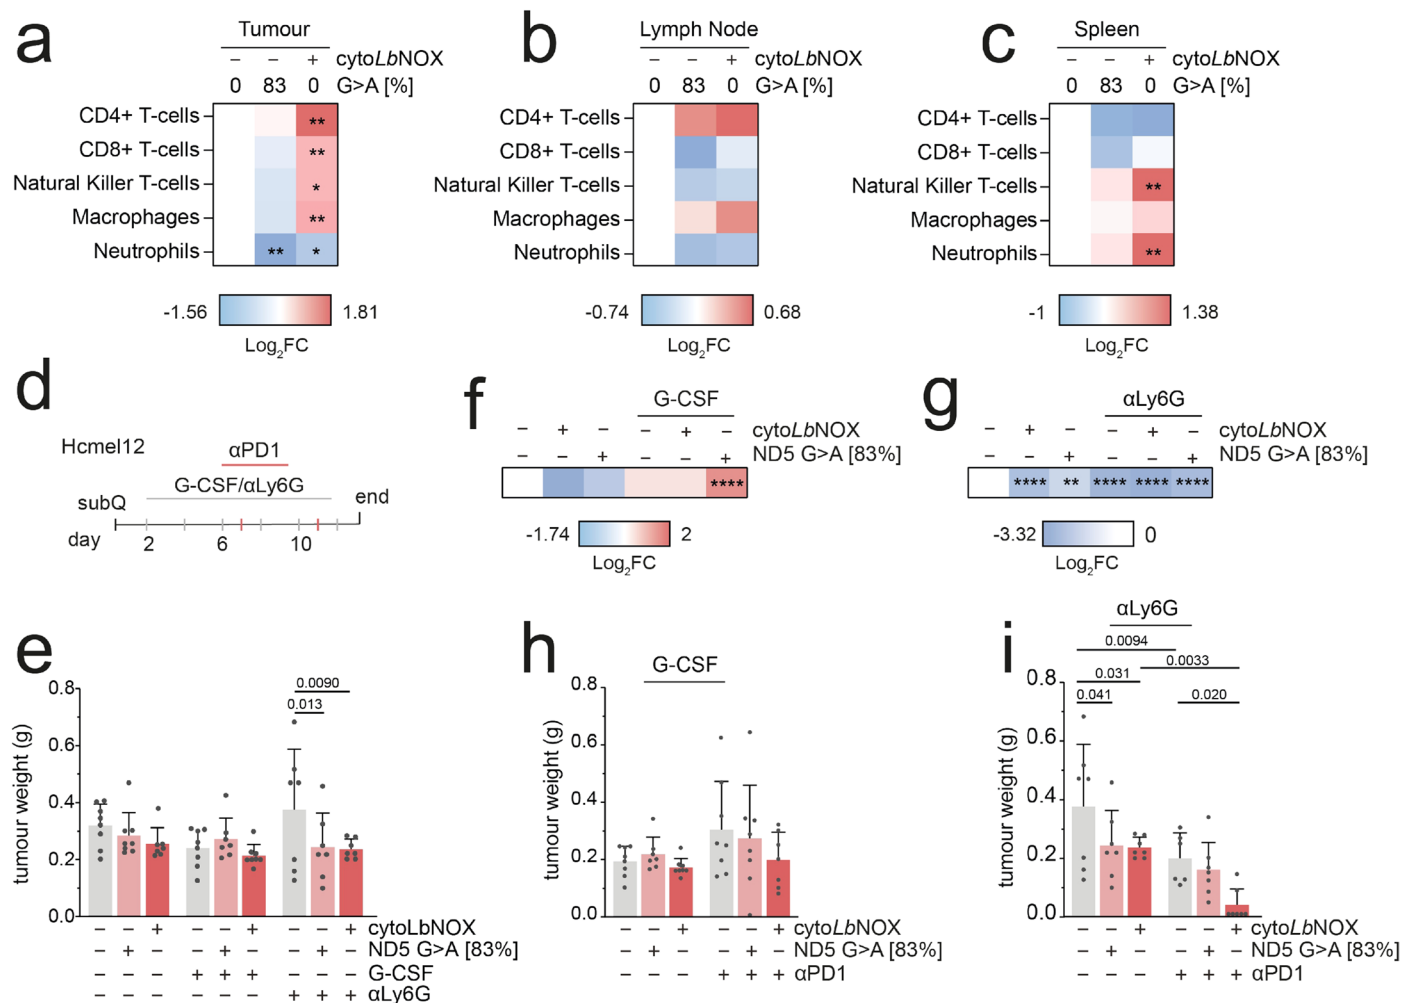 a
Tumour
– – + cytoLbNOX
0 83 0 G>A [%]
CD4+ T-cells **
CD8+ T-cells **
Natural Killer T-cells *
Macrophages **
Neutrophils ** *
-1.56 1.81
Log2FC
b
Lymph Node
– – + cytoLbNOX
0 83 0 G>A [%]
CD4+ T-cells
CD8+ T-cells
Natural Killer T-cells
Macrophages
Neutrophils
-0.74 0.68
Log2FC
c
Spleen
– – + cytoLbNOX
0 83 0 G>A [%]
CD4+ T-cells
CD8+ T-cells
Natural Killer T-cells **
Macrophages
Neutrophils **
-1 1.38
Log2FC
d
Hcmel12
αPD1
G-CSF/αLy6G
subQ end
day 2 6 10
f
G-CSF
– + – – + – cytoLbNOX
– – + – – + ND5 G>A [83%]
****
-1.74 2
Log2FC
g
αLy6G
– + – – + – cytoLbNOX
– – + – – + ND5 G>A [83%]
**** ** **** **** ****
-3.32 0
Log2FC
e
tumour weight (g)
0.8
0.6
0.4
0.2
0.0
0.0090
0.013
– – + – – + – – + cytoLbNOX
– + – – + – – + – ND5 G>A [83%]
– – – + + + – – – G-CSF
– – – – – – + + + αLy6G
h
G-CSF
tumour weight (g)
0.8
0.6
0.4
0.2
0.0
– – + – – + cytoLbNOX
– + – – + – ND5 G>A [83%]
– – – + + + αPD1
i
αLy6G
0.0094
0.0033
0.031
0.041
0.020
tumour weight (g)
0.8
0.6
0.4
0.2
0.0
– – + – – + cytoLbNOX
– + – – + – ND5 G>A [83%]
– – – + + + αPD1